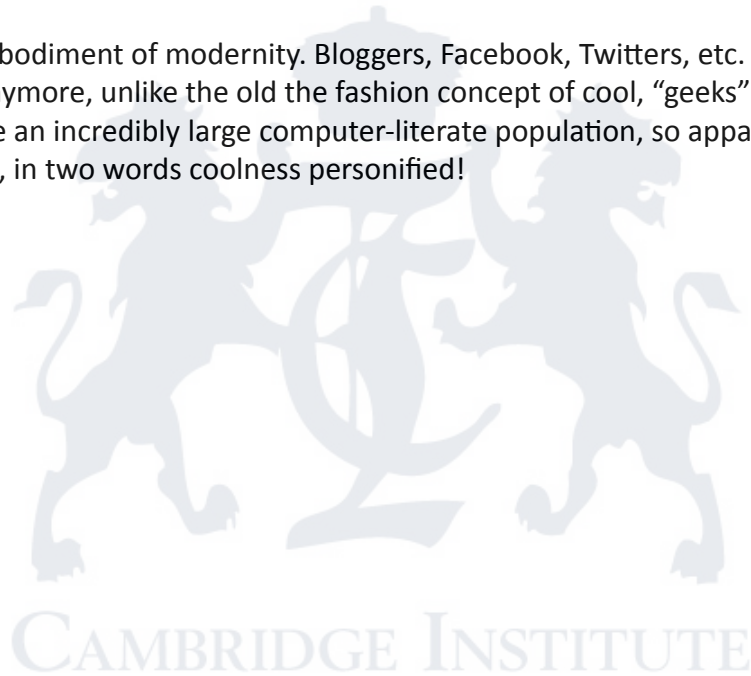 bodiment of modernity. Bloggers, Facebook, Twitters, etc.
ymore, unlike the old the fashion concept of cool, “geeks”
e an incredibly large computer-literate population, so appa
, in two words coolness personified!
CAMBRIDGE INSTITUTE